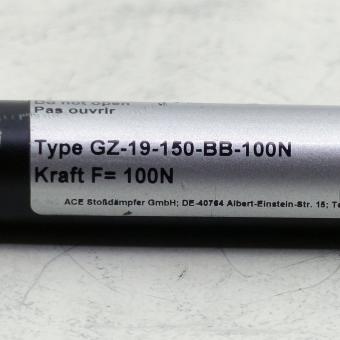 Do not open
Pas ouvrir
Type GZ-19-150-BB-100N
Kraft F= 100N
ACE Stoßdämpfer GmbH; DE-40764 Albert-Einstein-Str. 15; Te